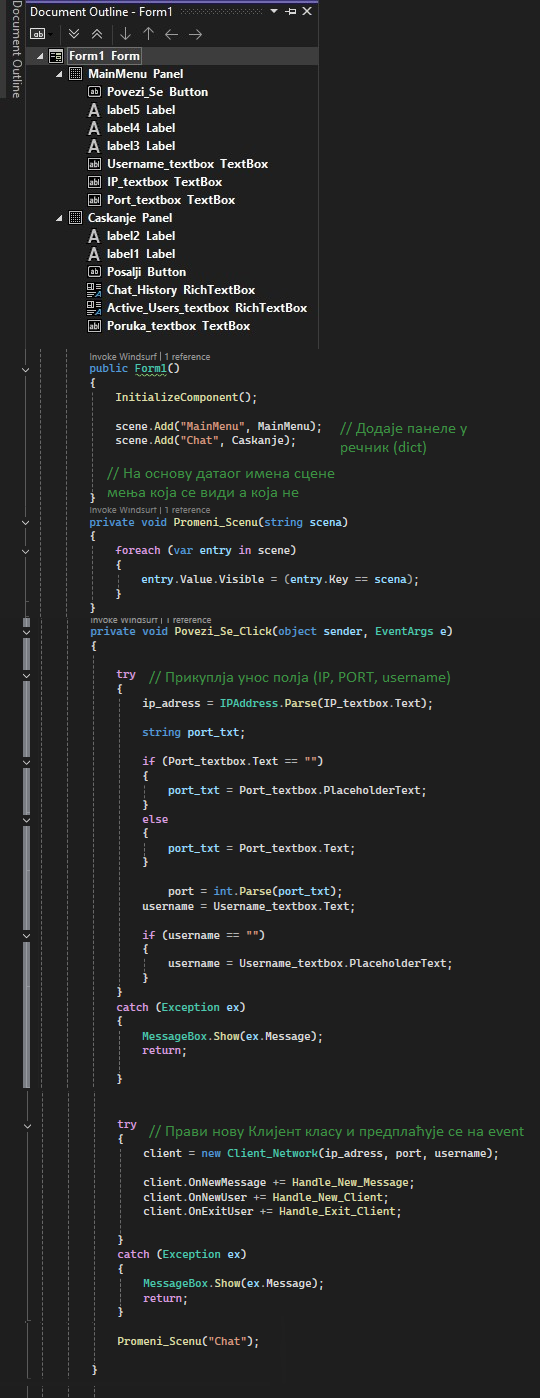 Document Outline
Document Outline - Form1
Form1 Form
MainMenu Panel
Povezi_Se Button
label5 Label
label4 Label
label3 Label
Username_textbox TextBox
IP_textbox TextBox
Port_textbox TextBox
Caskanje Panel
label2 Label
label1 Label
Posalji Button
Chat_History RichTextBox
Active_Users_textbox RichTextBox
Poruka_textbox TextBox
Invoke Windsurf | 1 reference
public Form1()
{
InitializeComponent();
scene.Add("MainMenu", MainMenu); // Додаје панеле у
scene.Add("Chat", Caskanje); речник (dict)
// На основу датаог имена сцене
мења која се види а која не
}
Invoke Windsurf | 1 reference
private void Promeni_Scenu(string scena)
{
foreach (var entry in scene)
{
entry.Value.Visible = (entry.Key == scena);
}
}
Invoke Windsurf | 1 reference
private void Povezi_Se_Click(object sender, EventArgs e)
{
try // Прикупља унос полја (IP, PORT, username)
{
ip_adress = IPAddress.Parse(IP_textbox.Text);
string port_txt;
if (Port_textbox.Text == "")
{
port_txt = Port_textbox.PlaceholderText;
}
else
{
port_txt = Port_textbox.Text;
}
port = int.Parse(port_txt);
username = Username_textbox.Text;
if (username == "")
{
username = Username_textbox.PlaceholderText;
}
}
catch (Exception ex)
{
MessageBox.Show(ex.Message);
return;
}
try // Прави нову Клијент класу и предплаћује се на event
{
client = new Client_Network(ip_adress, port, username);
client.OnNewMessage += Handle_New_Message;
client.OnNewUser += Handle_New_Client;
client.OnExitUser += Handle_Exit_Client;
}
catch (Exception ex)
{
MessageBox.Show(ex.Message);
return;
}
Promeni_Scenu("Chat");
}